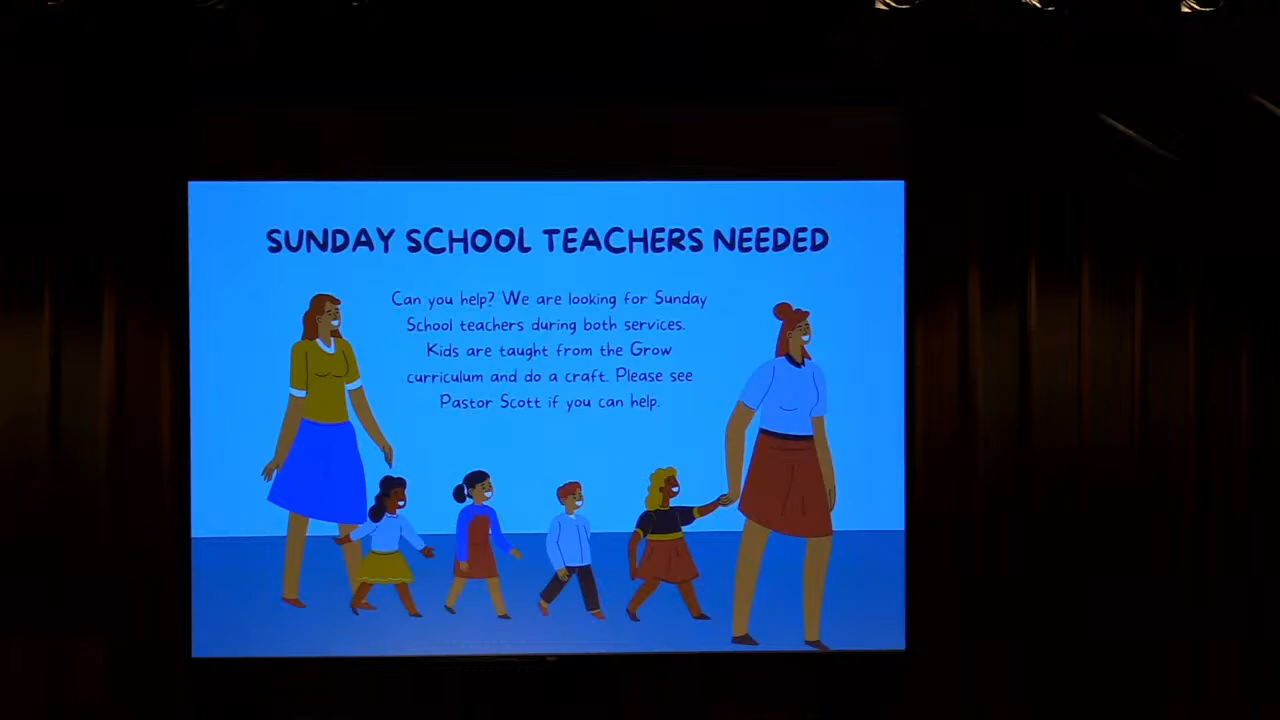 SUNDAY SCHOOL TEACHERS NEEDED
Can you help? We are looking for Sunday
School teachers during both services.
Kids are taught from the Grow
curriculum and do a craft. Please see
Pastor Scott if you can help.